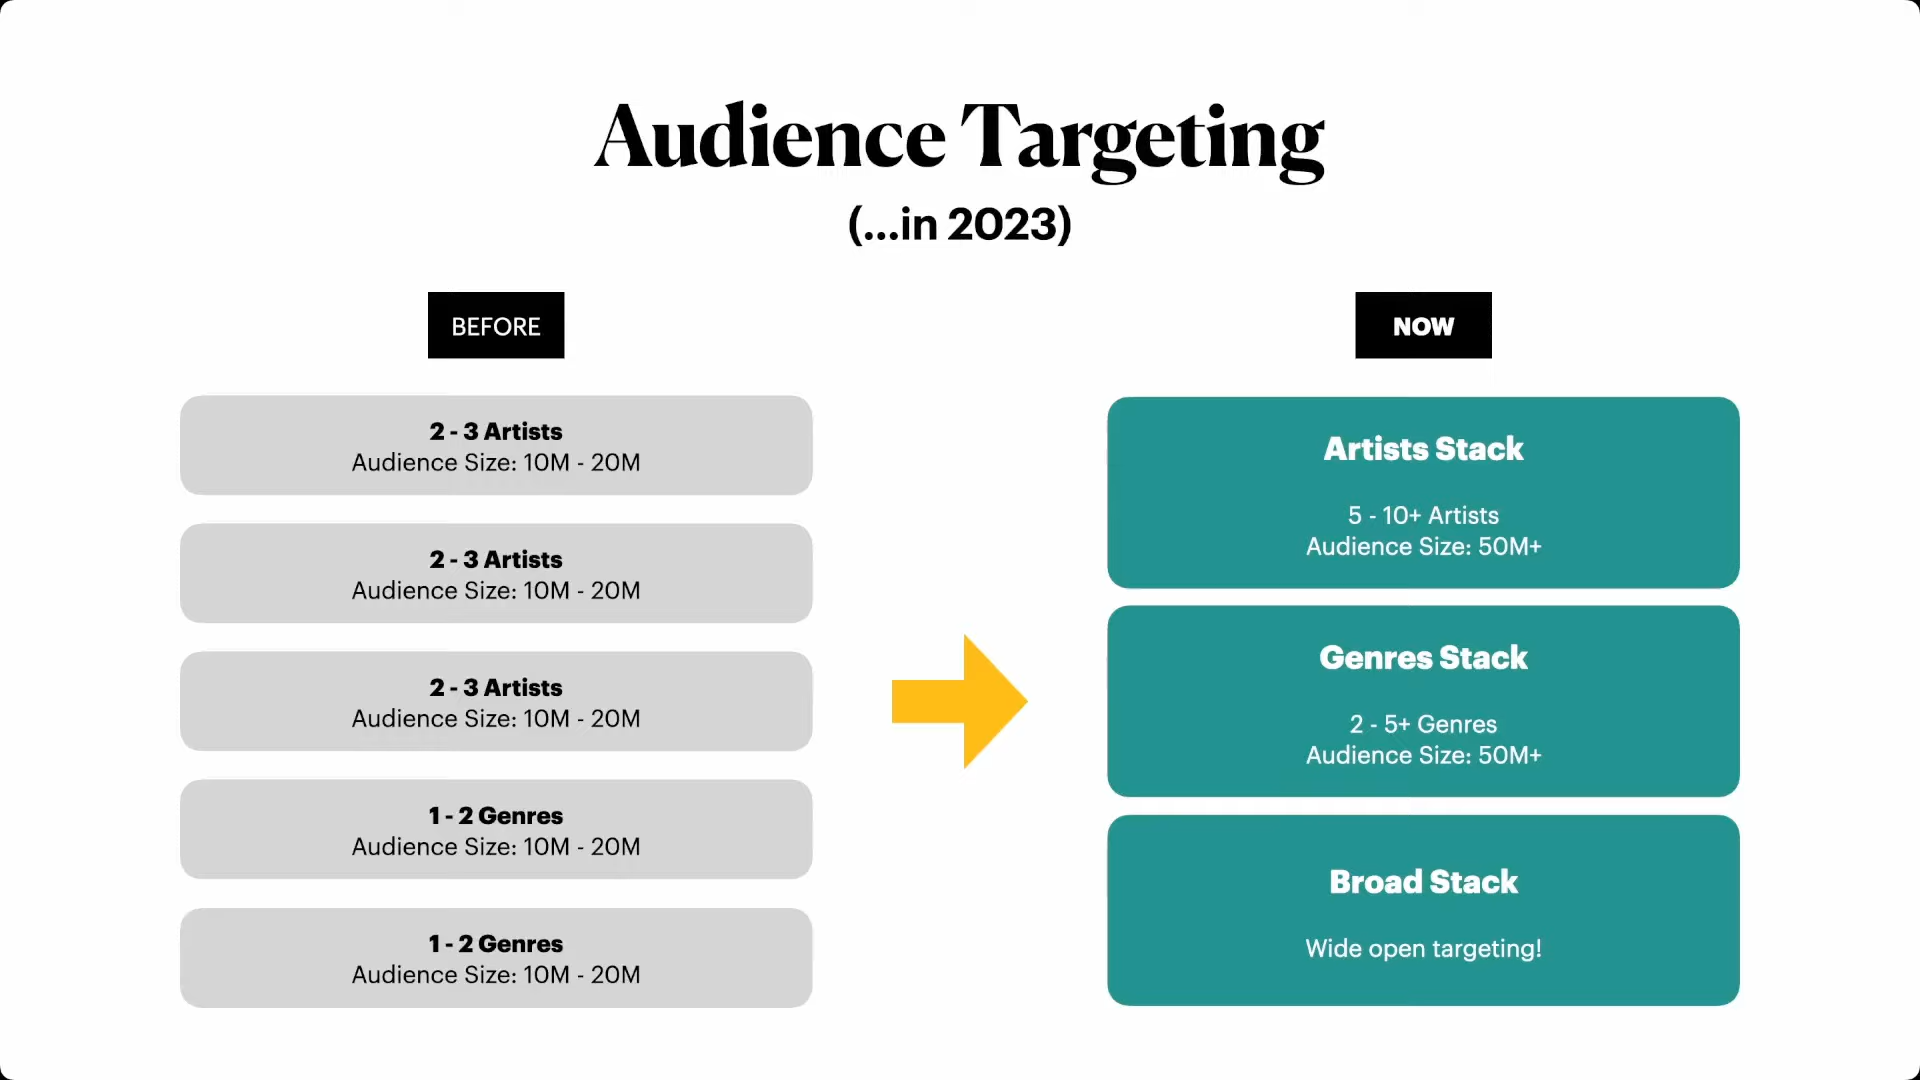 Audience Targeting
(...in 2023)
BEFORE
2 - 3 Artists
Audience Size: 10M - 20M
2 - 3 Artists
Audience Size: 10M - 20M
2 - 3 Artists
Audience Size: 10M - 20M
1 - 2 Genres
Audience Size: 10M - 20M
1 - 2 Genres
Audience Size: 10M - 20M
NOW
Artists Stack
5 - 10+ Artists
Audience Size: 50M+
Genres Stack
2 - 5+ Genres
Audience Size: 50M+
Broad Stack
Wide open targeting!